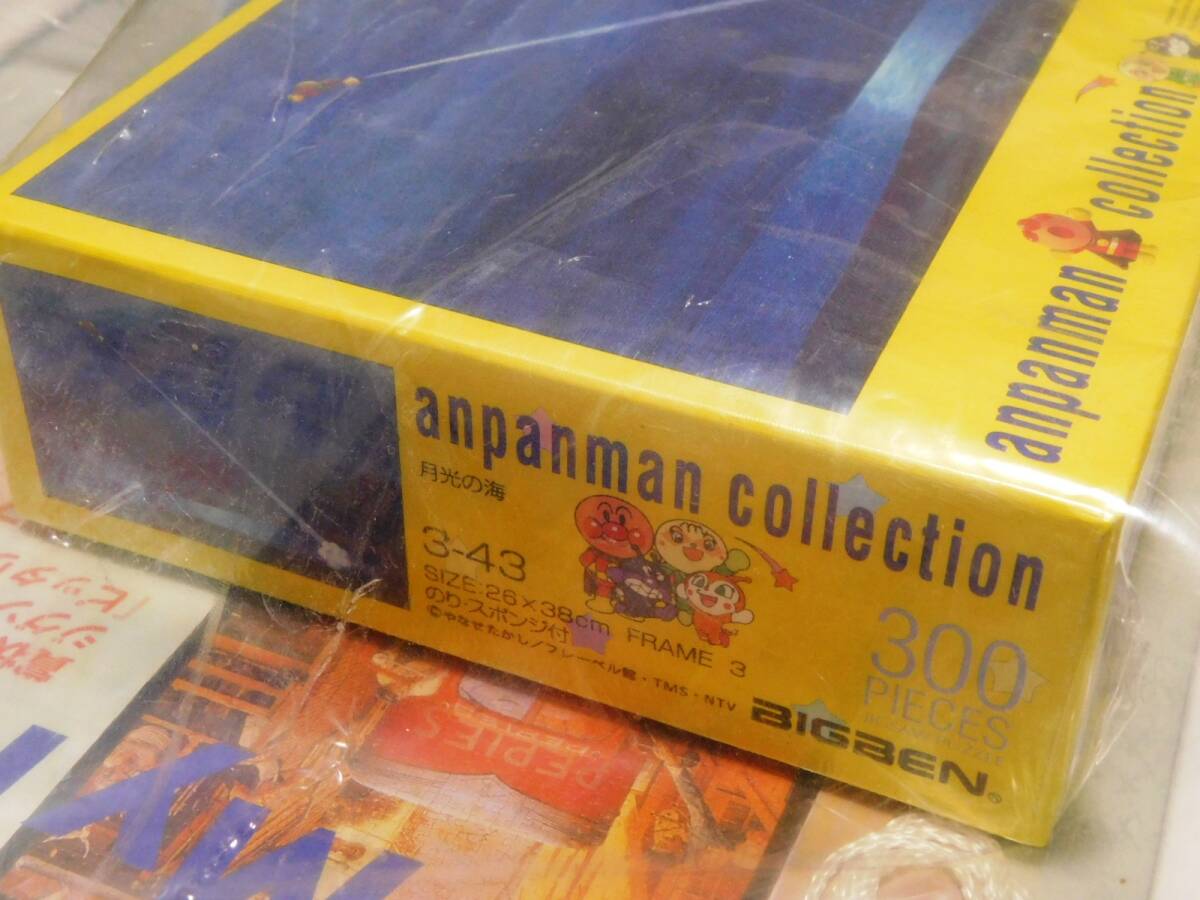 anpanman collection
anpanman collection
月光の海
3-43
SIZE:26×38cm FRAME 3
のり・スポンジ付
©やなせたかし/フレーベル館・TMS・NTV
300
PIECES
BIGBEN®
PERIES